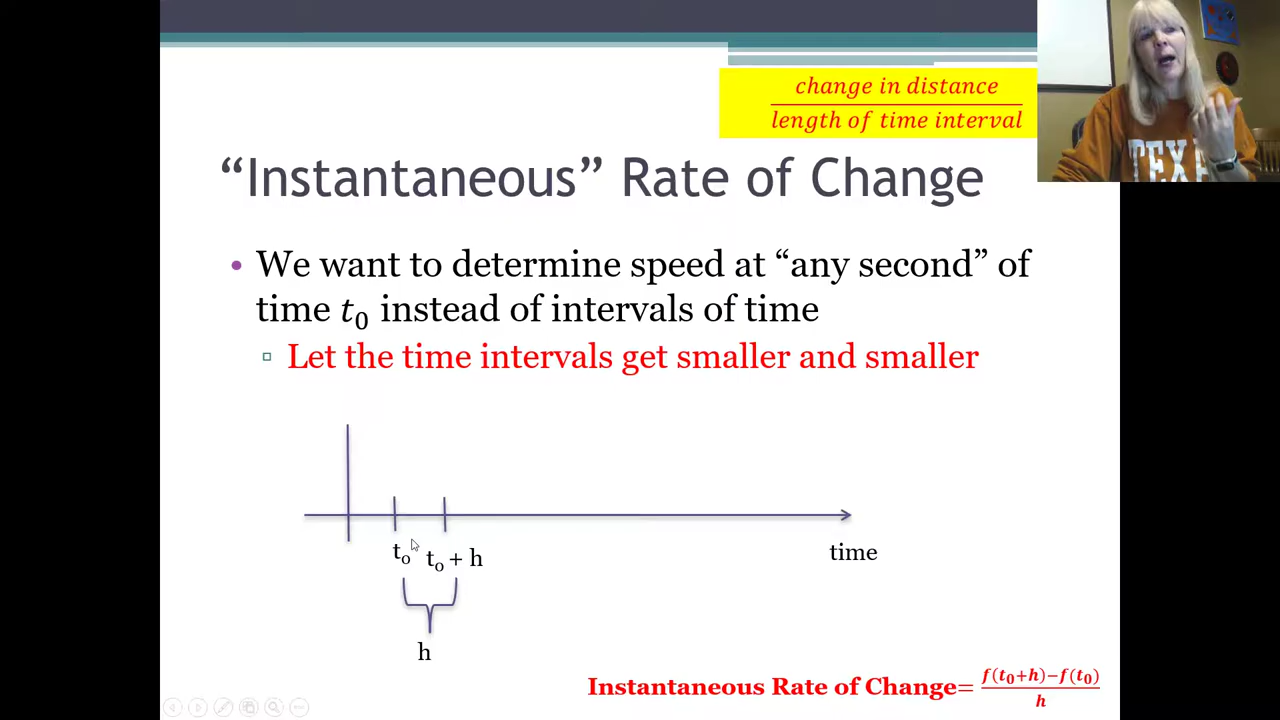 change in distance
length of time interval
TEXA
“Instantaneous” Rate of Change
• We want to determine speed at “any second” of
time t₀ instead of intervals of time
▫ Let the time intervals get smaller and smaller
t₀ t₀ + h time
h
Instantaneous Rate of Change= f(t₀+h)−f(t₀)
h